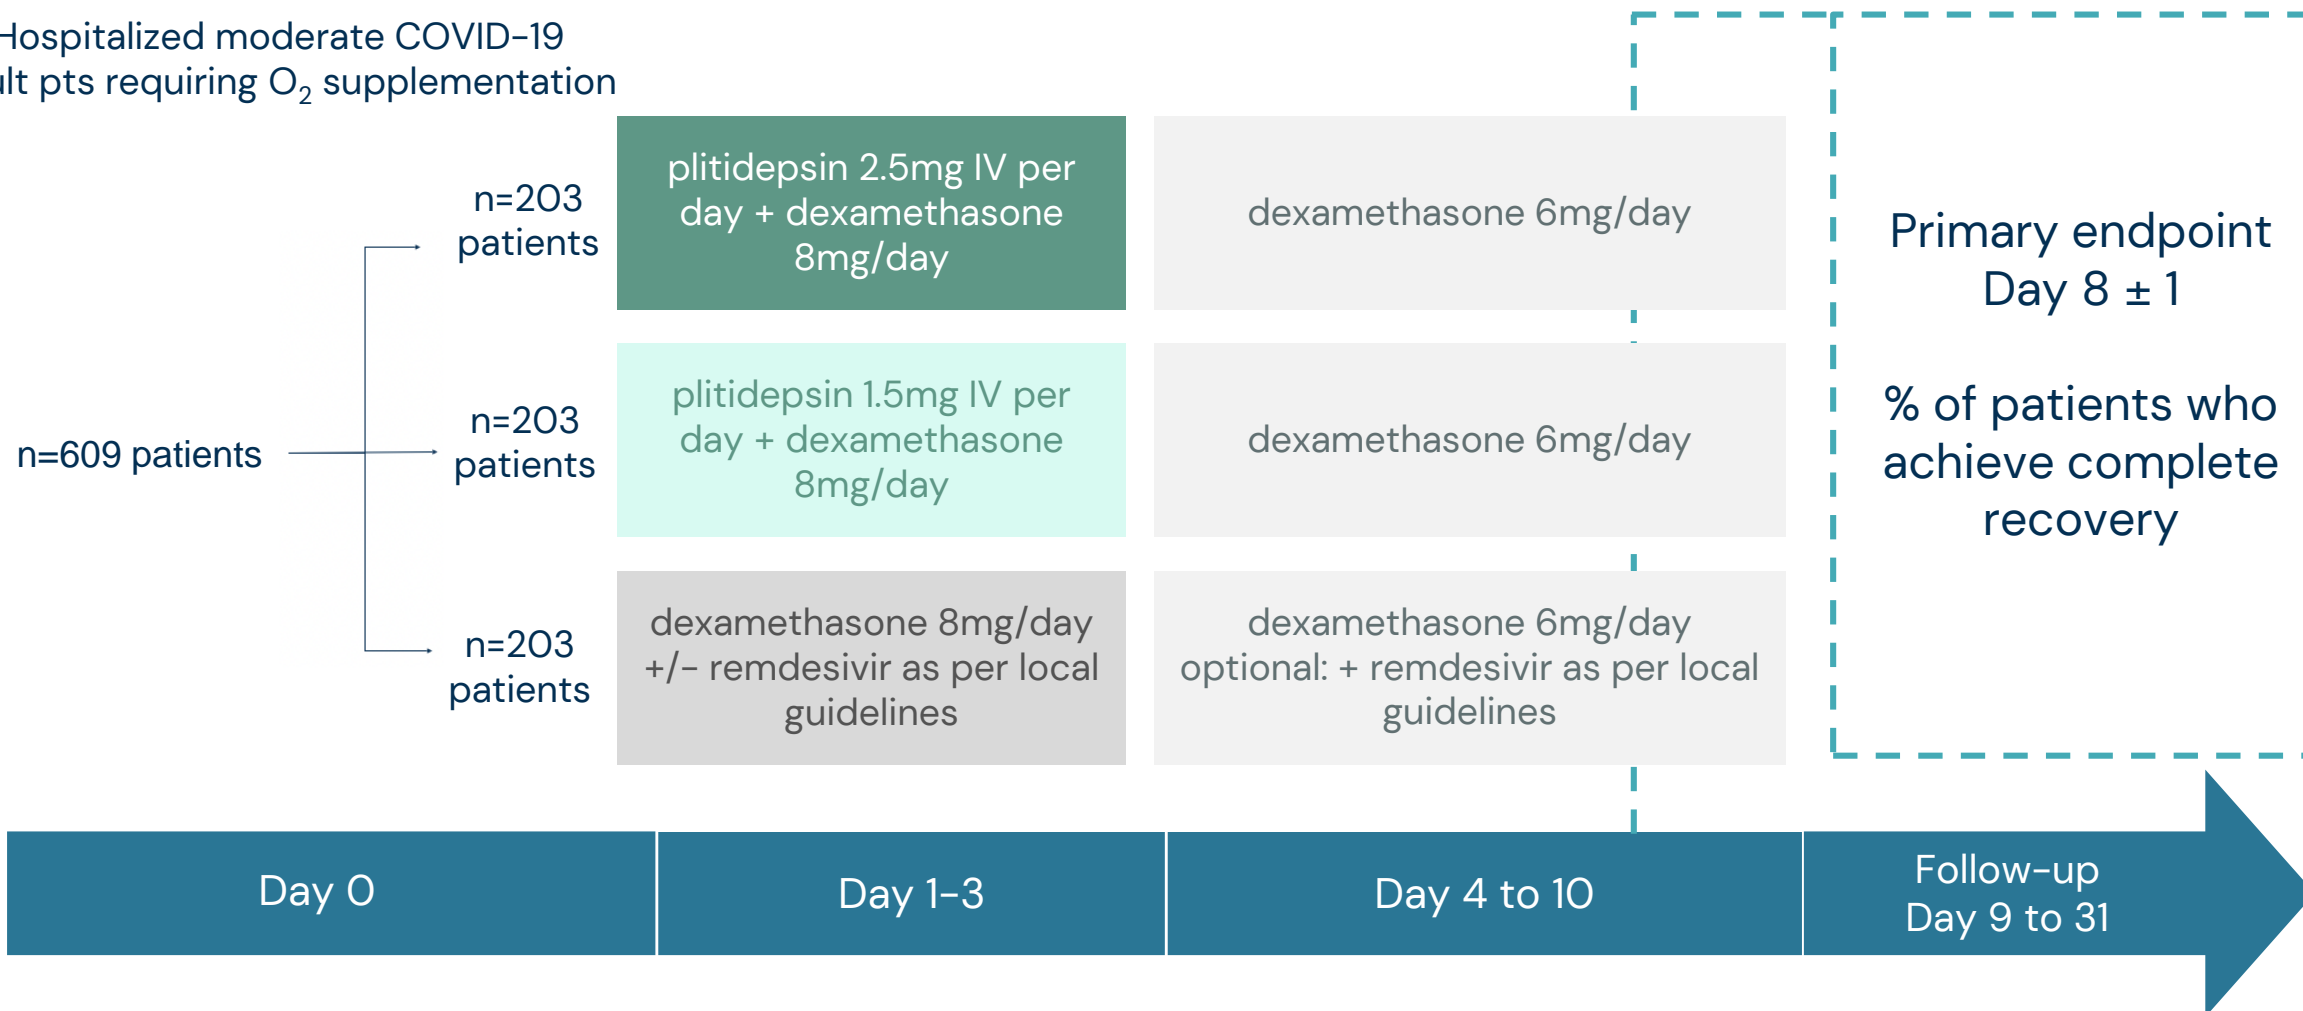 Hospitalized moderate COVID-19
pts requiring O₂ supplementation
n=609 patients
n=203
patients
plitidepsin 2.5mg IV per
day + dexamethasone
8mg/day
dexamethasone 6mg/day
n=203
patients
plitidepsin 1.5mg IV per
day + dexamethasone
8mg/day
dexamethasone 6mg/day
n=203
patients
dexamethasone 8mg/day
+/- remdesivir as per local
guidelines
dexamethasone 6mg/day
optional: + remdesivir as per local
guidelines
Primary endpoint
Day 8 ± 1
% of patients who
achieve complete
recovery
Day 0
Day 1-3
Day 4 to 10
Follow-up
Day 9 to 31